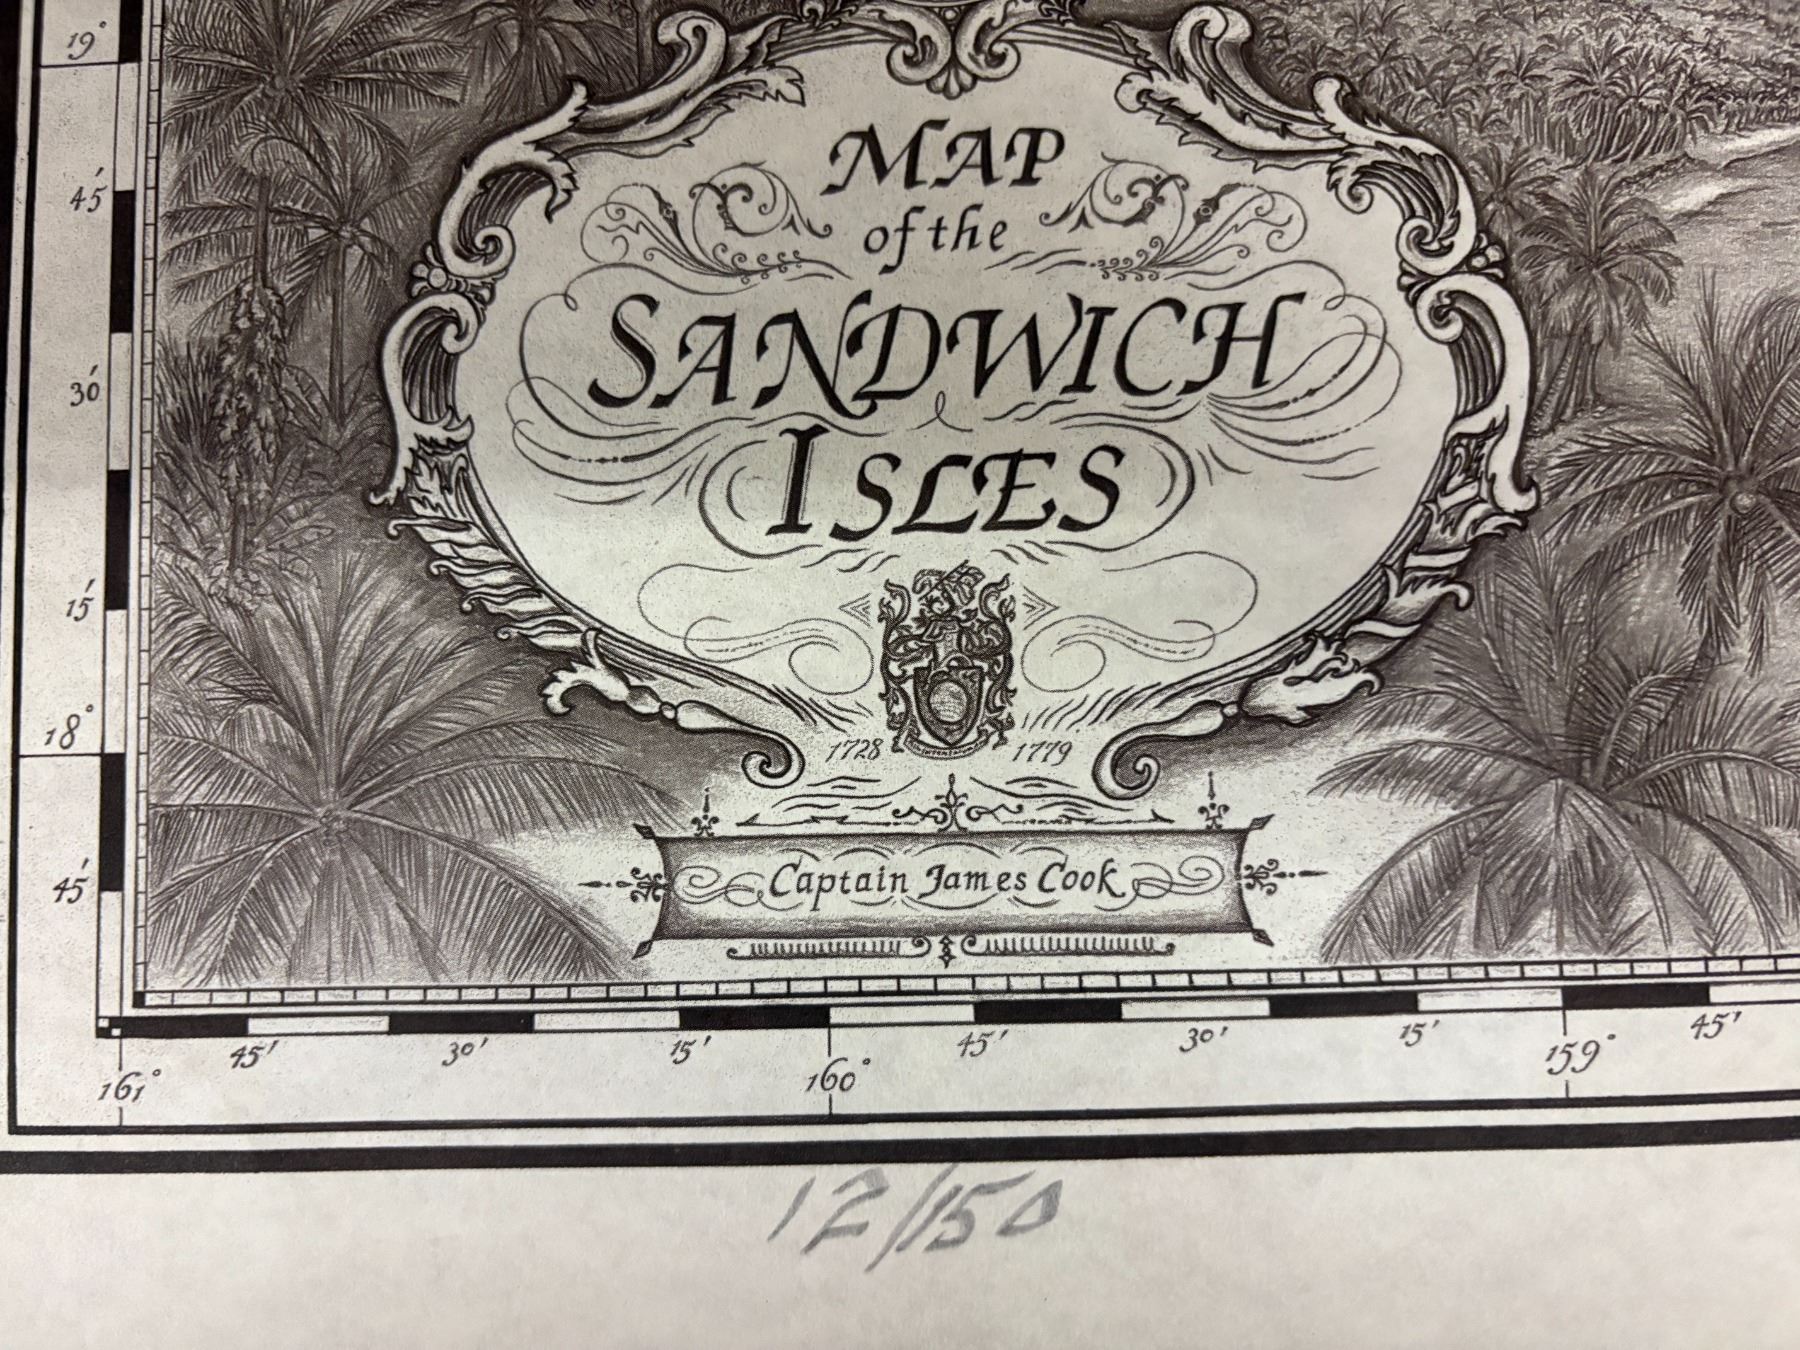 19°
45'
30'
15'
18°
45'
MAP
of the
SANDWICH
ISLES
1728 1779
Captain James Cook
45' 30' 15' 45' 30' 15' 45'
161° 160° 159°
12/150